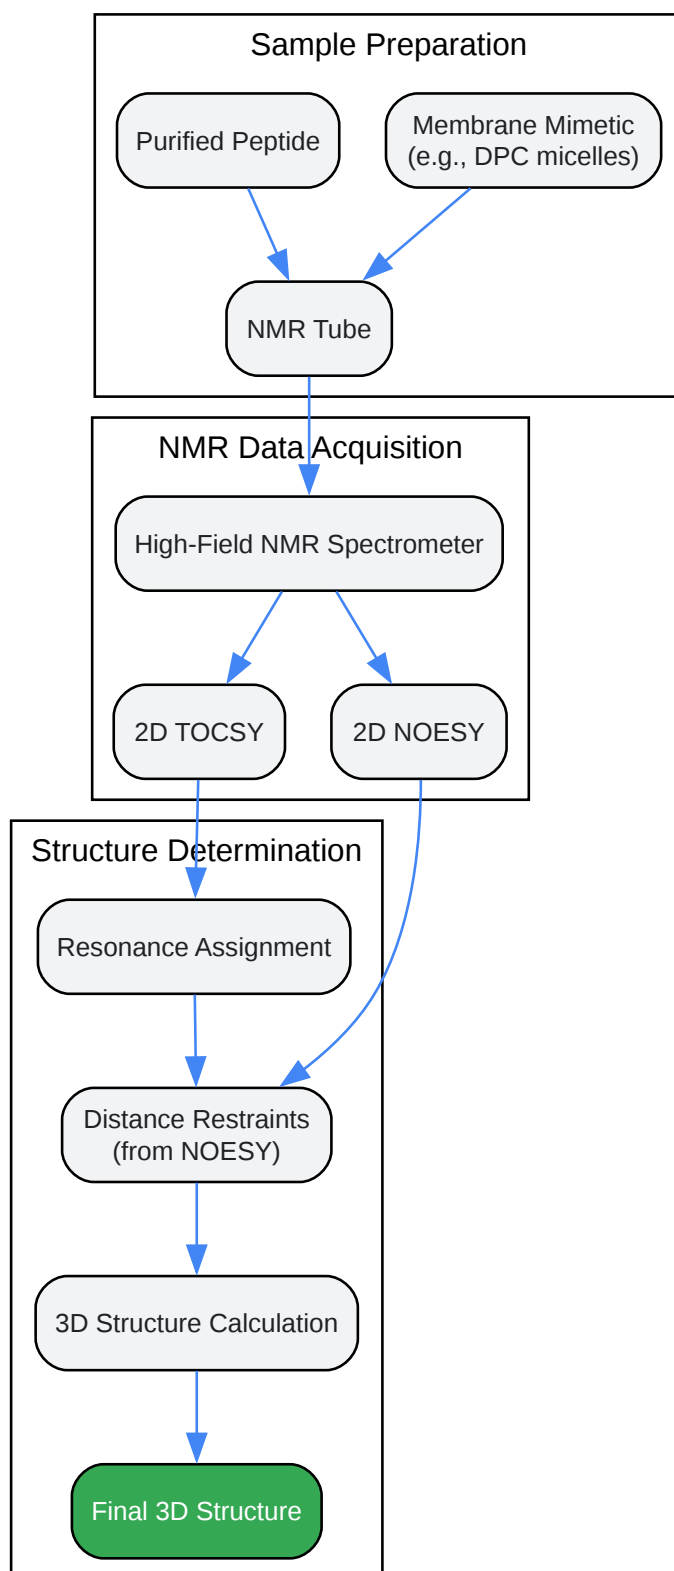 Sample Preparation
Purified Peptide
Membrane Mimetic
(e.g., DPC micelles)
NMR Tube
NMR Data Acquisition
High-Field NMR Spectrometer
2D TOCSY
2D NOESY
Structure Determination
Resonance Assignment
Distance Restraints
(from NOESY)
3D Structure Calculation
Final 3D Structure